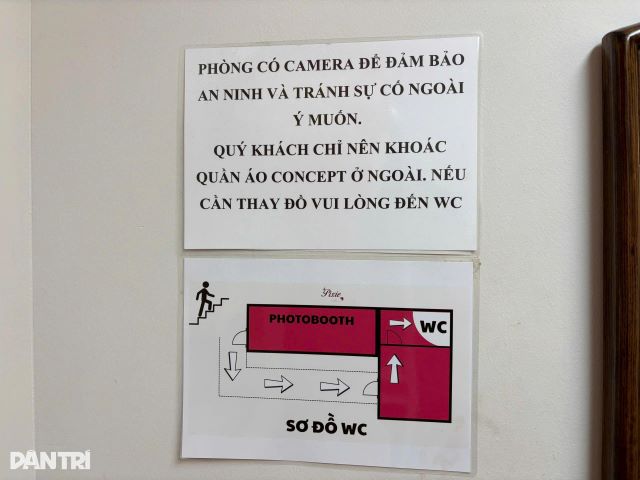 PHÒNG CÓ CAMERA ĐỂ ĐẢM BẢO
AN NINH VÀ TRÁNH SỰ CỐ NGOÀI
Ý MUỐN.
QUÝ KHÁCH CHỈ NÊN KHOÁC
QUẦN ÁO CONCEPT Ở NGOÀI. NẾU
CẦN THAY ĐỒ VUI LÒNG ĐẾN WC
Pixie
PHOTOBOOTH
WC
SƠ ĐỒ WC
DÂN TRÍ